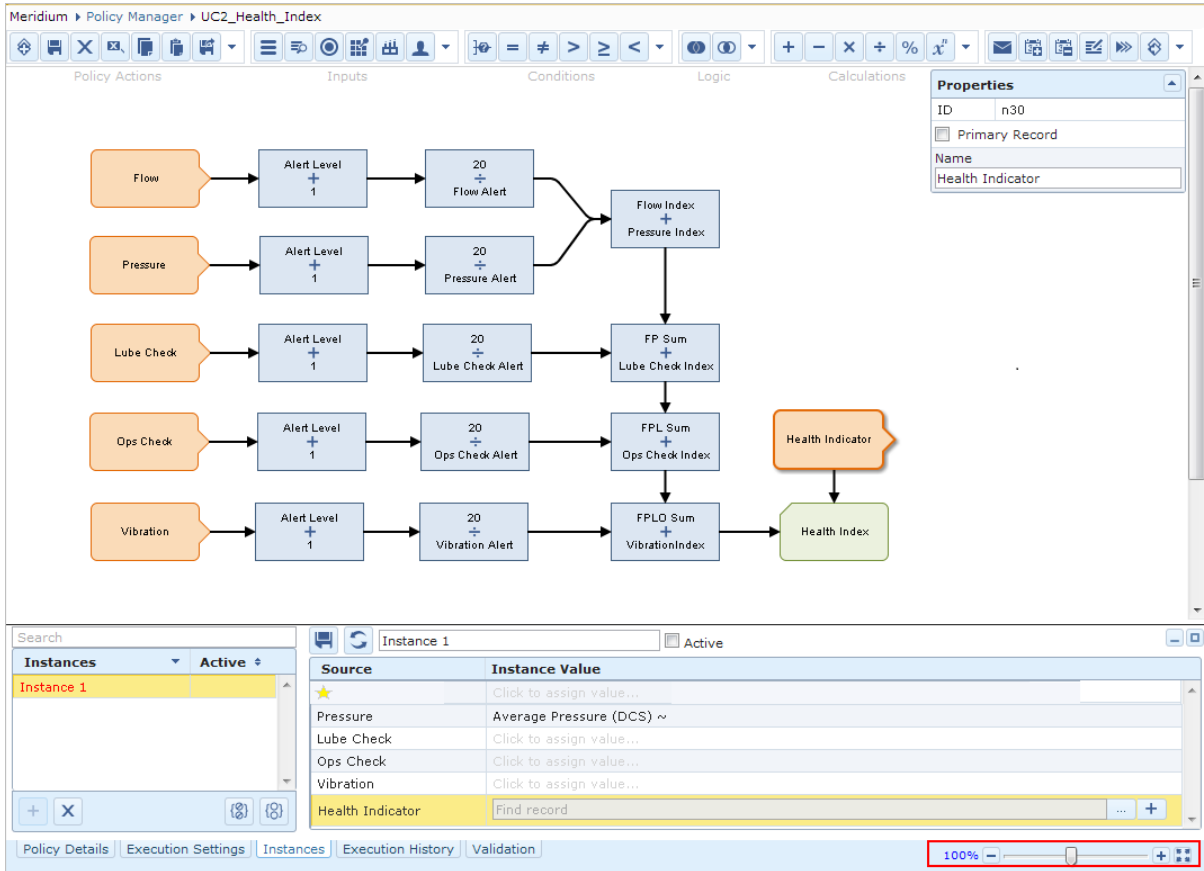 Meridium ▸ Policy Manager ▸ UC2_Health_Index
Policy Actions Inputs Conditions Logic Calculations
Properties
ID n30
Primary Record
Name
Health Indicator
Flow
Alert Level
+
1
20
÷
Flow Alert
Flow Index
+
Pressure Index
Pressure
Alert Level
+
1
20
÷
Pressure Alert
Lube Check
Alert Level
+
1
20
÷
Lube Check Alert
FP Sum
+
Lube Check Index
Ops Check
Alert Level
+
1
20
÷
Ops Check Alert
FPL Sum
+
Ops Check Index
Health Indicator
Vibration
Alert Level
+
1
20
÷
Vibration Alert
FPLO Sum
+
VibrationIndex
Health Index
Search
Instances Active
Instance 1
Instance 1 Active
Source Instance Value
Click to assign value...
Pressure Average Pressure (DCS) ~
Lube Check Click to assign value...
Ops Check Click to assign value...
Vibration Click to assign value...
Health Indicator Find record ... +
Policy Details Execution Settings Instances Execution History Validation
100%